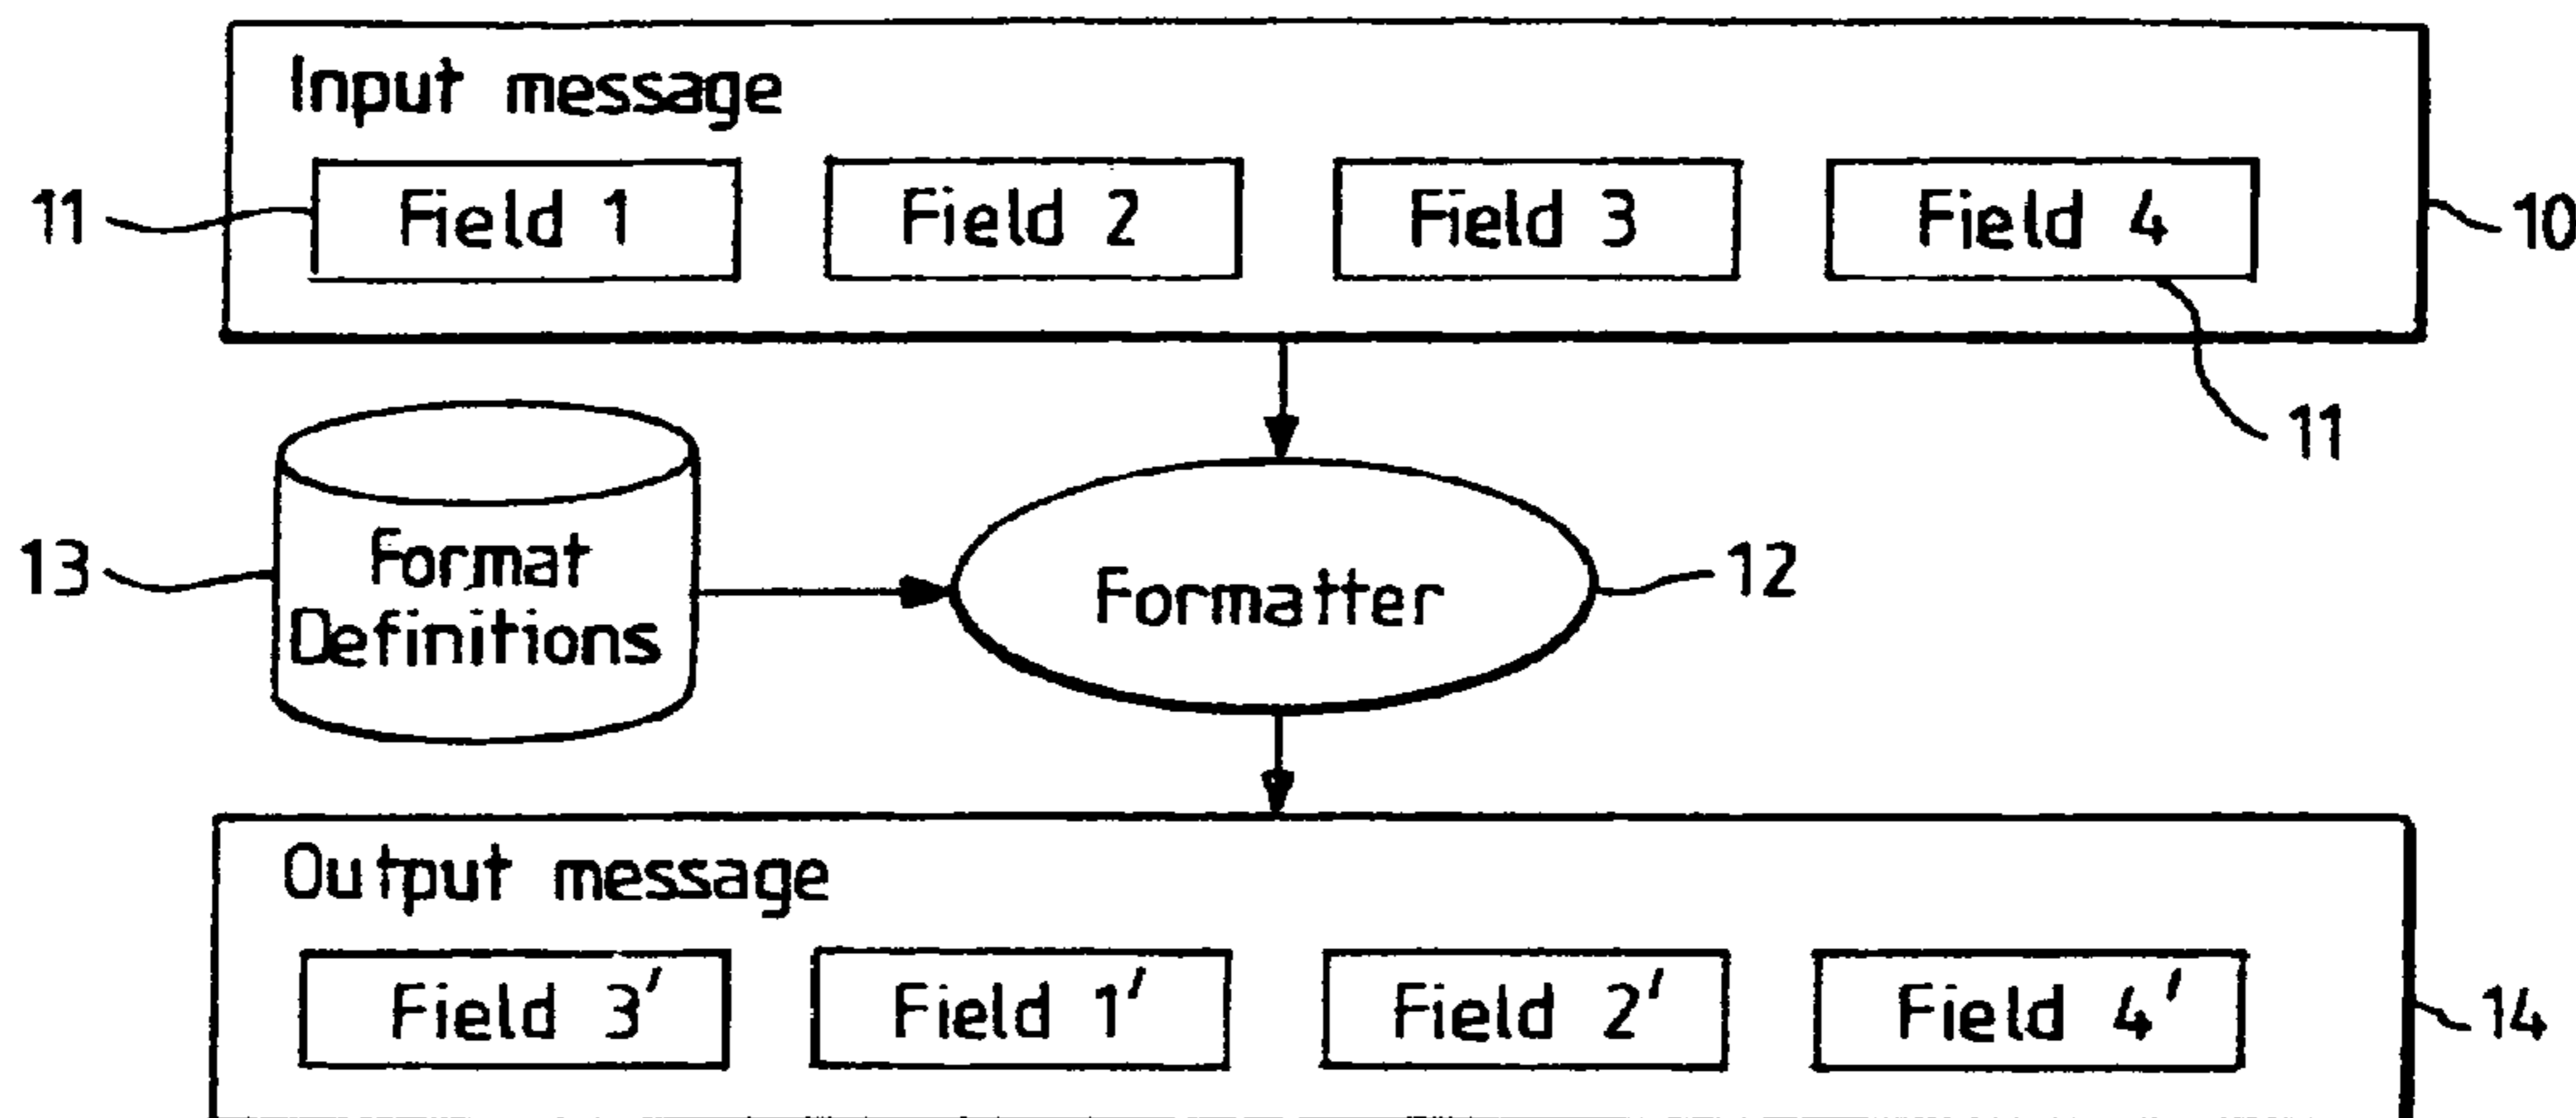 Input message
11 Field 1 Field 2 Field 3 Field 4 10
11
13 Format Definitions
Formatter 12
Output message
Field 3′ Field 1′ Field 2′ Field 4′ 14